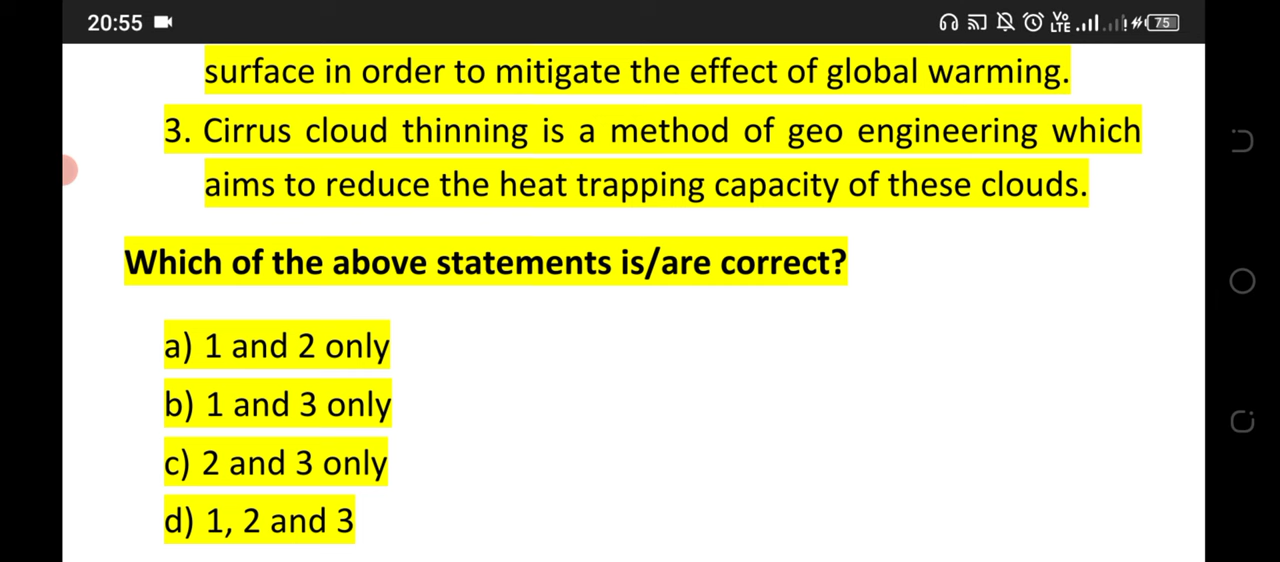 20:55 Vo LTE 75
surface in order to mitigate the effect of global warming.
3. Cirrus cloud thinning is a method of geo engineering which
aims to reduce the heat trapping capacity of these clouds.
Which of the above statements is/are correct?
a) 1 and 2 only
b) 1 and 3 only
c) 2 and 3 only
d) 1, 2 and 3